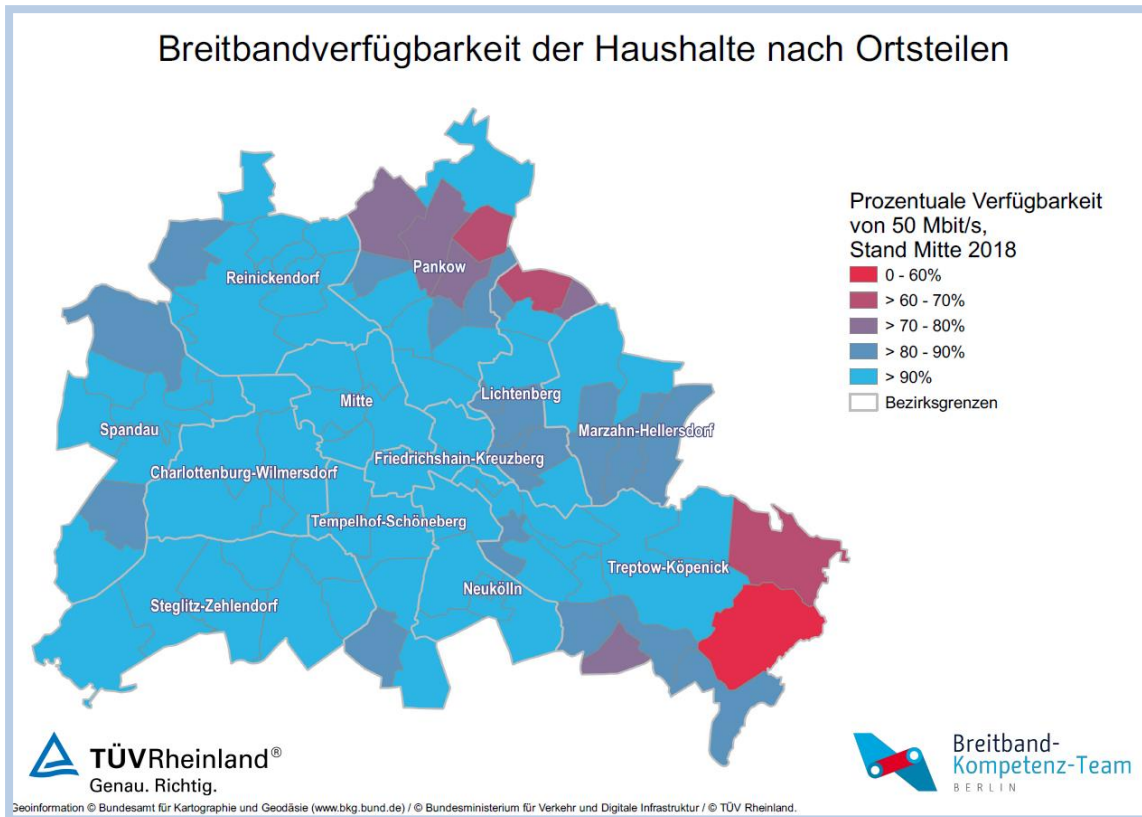 Breitbandverfügbarkeit der Haushalte nach Ortsteilen
Prozentuale Verfügbarkeit
von 50 Mbit/s,
Stand Mitte 2018
0 - 60%
> 60 - 70%
> 70 - 80%
> 80 - 90%
> 90%
Bezirksgrenzen
Pankow
Reinickendorf
Lichtenberg
Mitte
Spandau
Marzahn-Hellersdorf
Friedrichshain-Kreuzberg
Charlottenburg-Wilmersdorf
Tempelhof-Schöneberg
Treptow-Köpenick
Neukölln
Steglitz-Zehlendorf
TÜVRheinland®
Genau. Richtig.
Breitband-
Kompetenz-Team
BERLIN
Geoinformation © Bundesamt für Kartographie und Geodäsie (www.bkg.bund.de) / © Bundesministerium für Verkehr und Digitale Infrastruktur / © TÜV Rheinland.